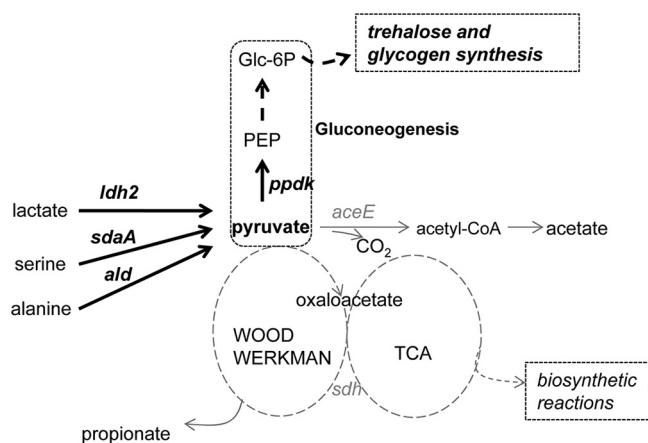 trehalose and
glycogen synthesis
Glc-6P
PEP
Gluconeogenesis
ppdk
ldh2
lactate
sdaA
pyruvate
aceE
acetyl-CoA
acetate
serine
CO2
ald
alanine
oxaloacetate
WOOD
WERKMAN
TCA
sdh
biosynthetic
reactions
propionate